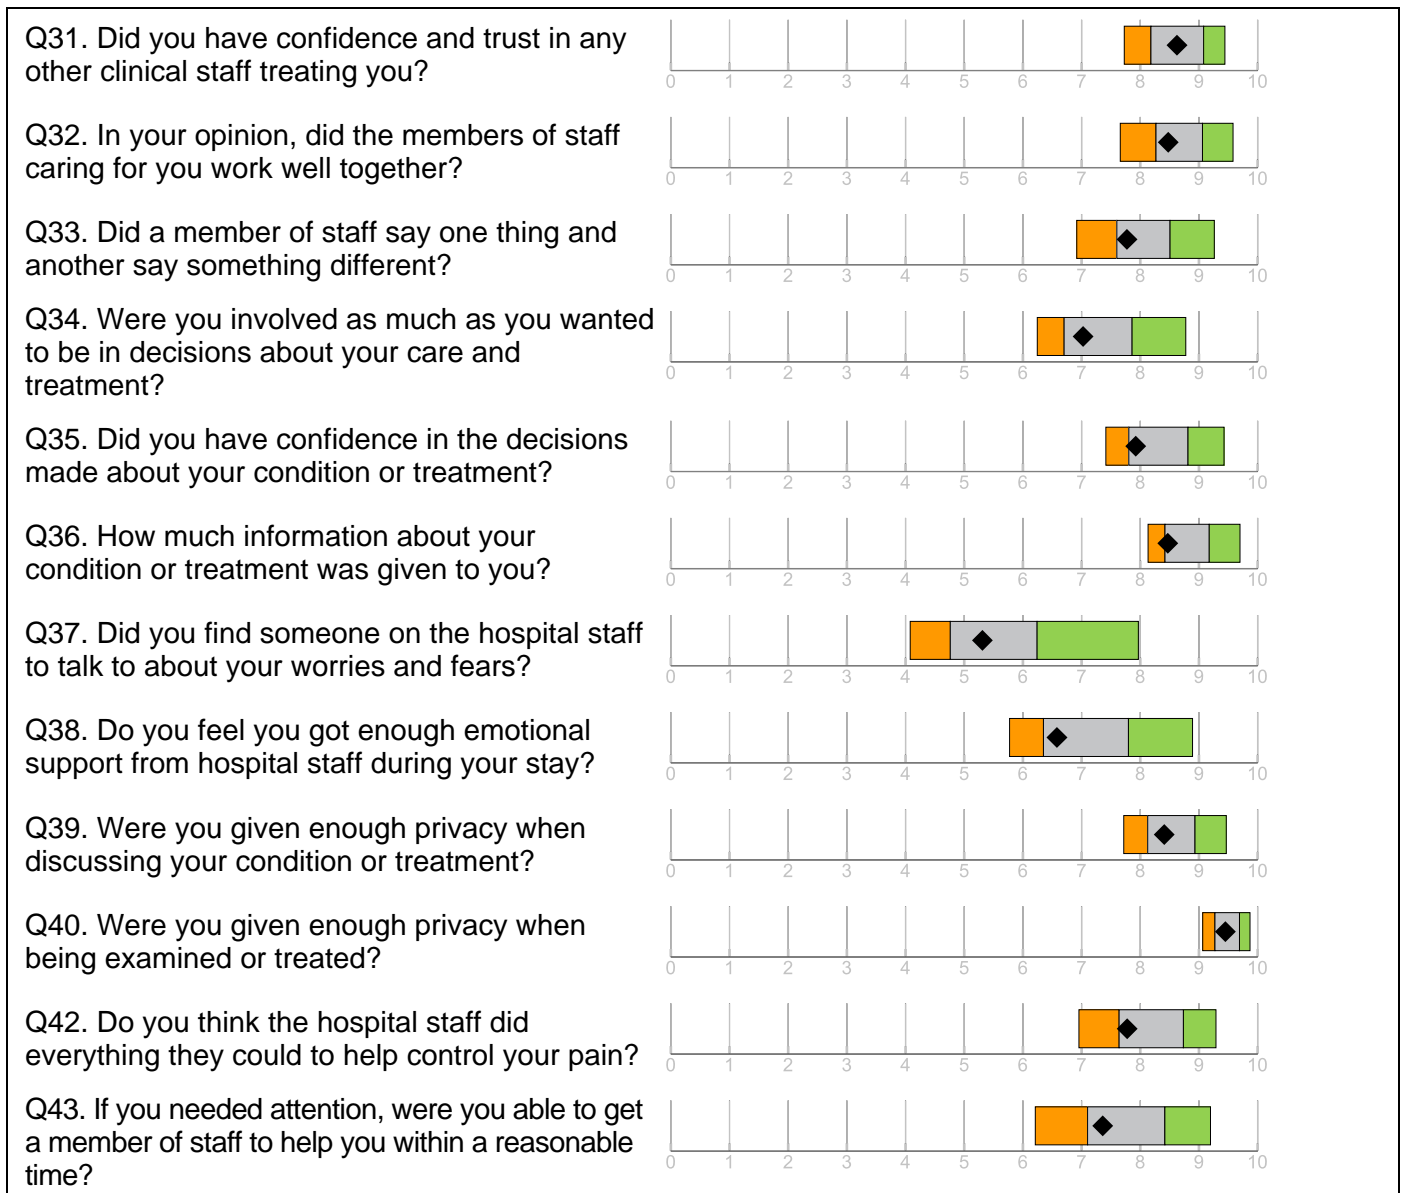 Q31. Did you have confidence and trust in any
other clinical staff treating you?
0 1 2 3 4 5 6 7 8 9 10
Q32. In your opinion, did the members of staff
caring for you work well together?
0 1 2 3 4 5 6 7 8 9 10
Q33. Did a member of staff say one thing and
another say something different?
0 1 2 3 4 5 6 7 8 9 10
Q34. Were you involved as much as you wanted
to be in decisions about your care and
treatment?
0 1 2 3 4 5 6 7 8 9 10
Q35. Did you have confidence in the decisions
made about your condition or treatment?
0 1 2 3 4 5 6 7 8 9 10
Q36. How much information about your
condition or treatment was given to you?
0 1 2 3 4 5 6 7 8 9 10
Q37. Did you find someone on the hospital staff
to talk to about your worries and fears?
0 1 2 3 4 5 6 7 8 9 10
Q38. Do you feel you got enough emotional
support from hospital staff during your stay?
0 1 2 3 4 5 6 7 8 9 10
Q39. Were you given enough privacy when
discussing your condition or treatment?
0 1 2 3 4 5 6 7 8 9 10
Q40. Were you given enough privacy when
being examined or treated?
0 1 2 3 4 5 6 7 8 9 10
Q42. Do you think the hospital staff did
everything they could to help control your pain?
0 1 2 3 4 5 6 7 8 9 10
Q43. If you needed attention, were you able to get
a member of staff to help you within a reasonable
time?
0 1 2 3 4 5 6 7 8 9 10